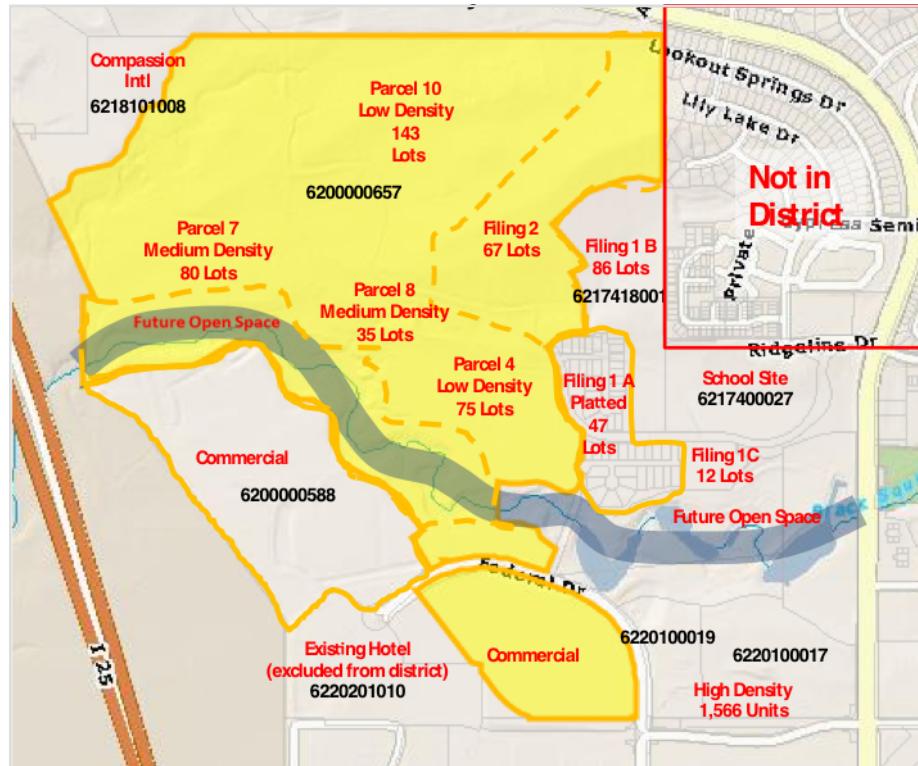 Lookout Springs Dr
Compassion
Intl
6218101008
Parcel 10
Low Density
143
Lots
Lily Lake Dr
Not in
District
6200000657
Parcel 7
Medium Density
80 Lots
Filing 2
67 Lots
Filing 1 B
86 Lots
6217418001
Private
Semi
Parcel 8
Medium Density
35 Lots
Future Open Space
Ridgeline Dr
Parcel 4
Low Density
75 Lots
Filing 1 A
Platted
47
Lots
School Site
6217400027
Commercial
6200000588
Filing 1C
12 Lots
Future Open Space
Black Squ
Federal Dr
I 25
Existing Hotel
(excluded from district)
6220201010
Commercial
6220100019
6220100017
High Density
1,566 Units